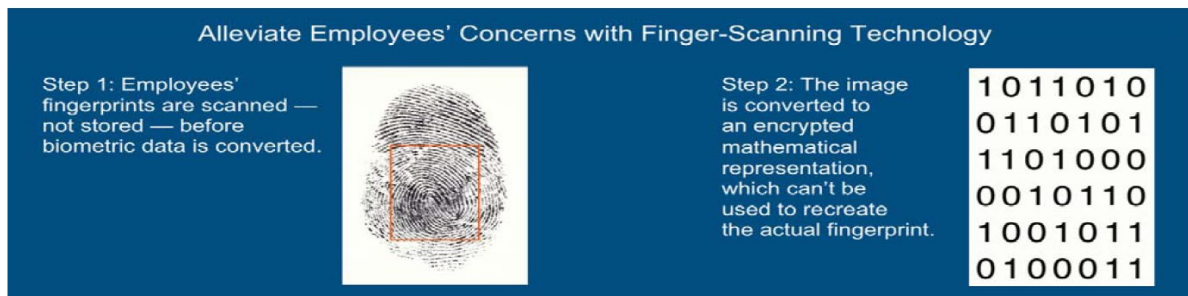 Alleviate Employees' Concerns with Finger-Scanning Technology
Step 1: Employees'
fingerprints are scanned —
not stored — before
biometric data is converted.
Step 2: The image
is converted to
an encrypted
mathematical
representation,
which can't be
used to recreate
the actual fingerprint.
1011010
0110101
1101000
0010110
1001011
0100011